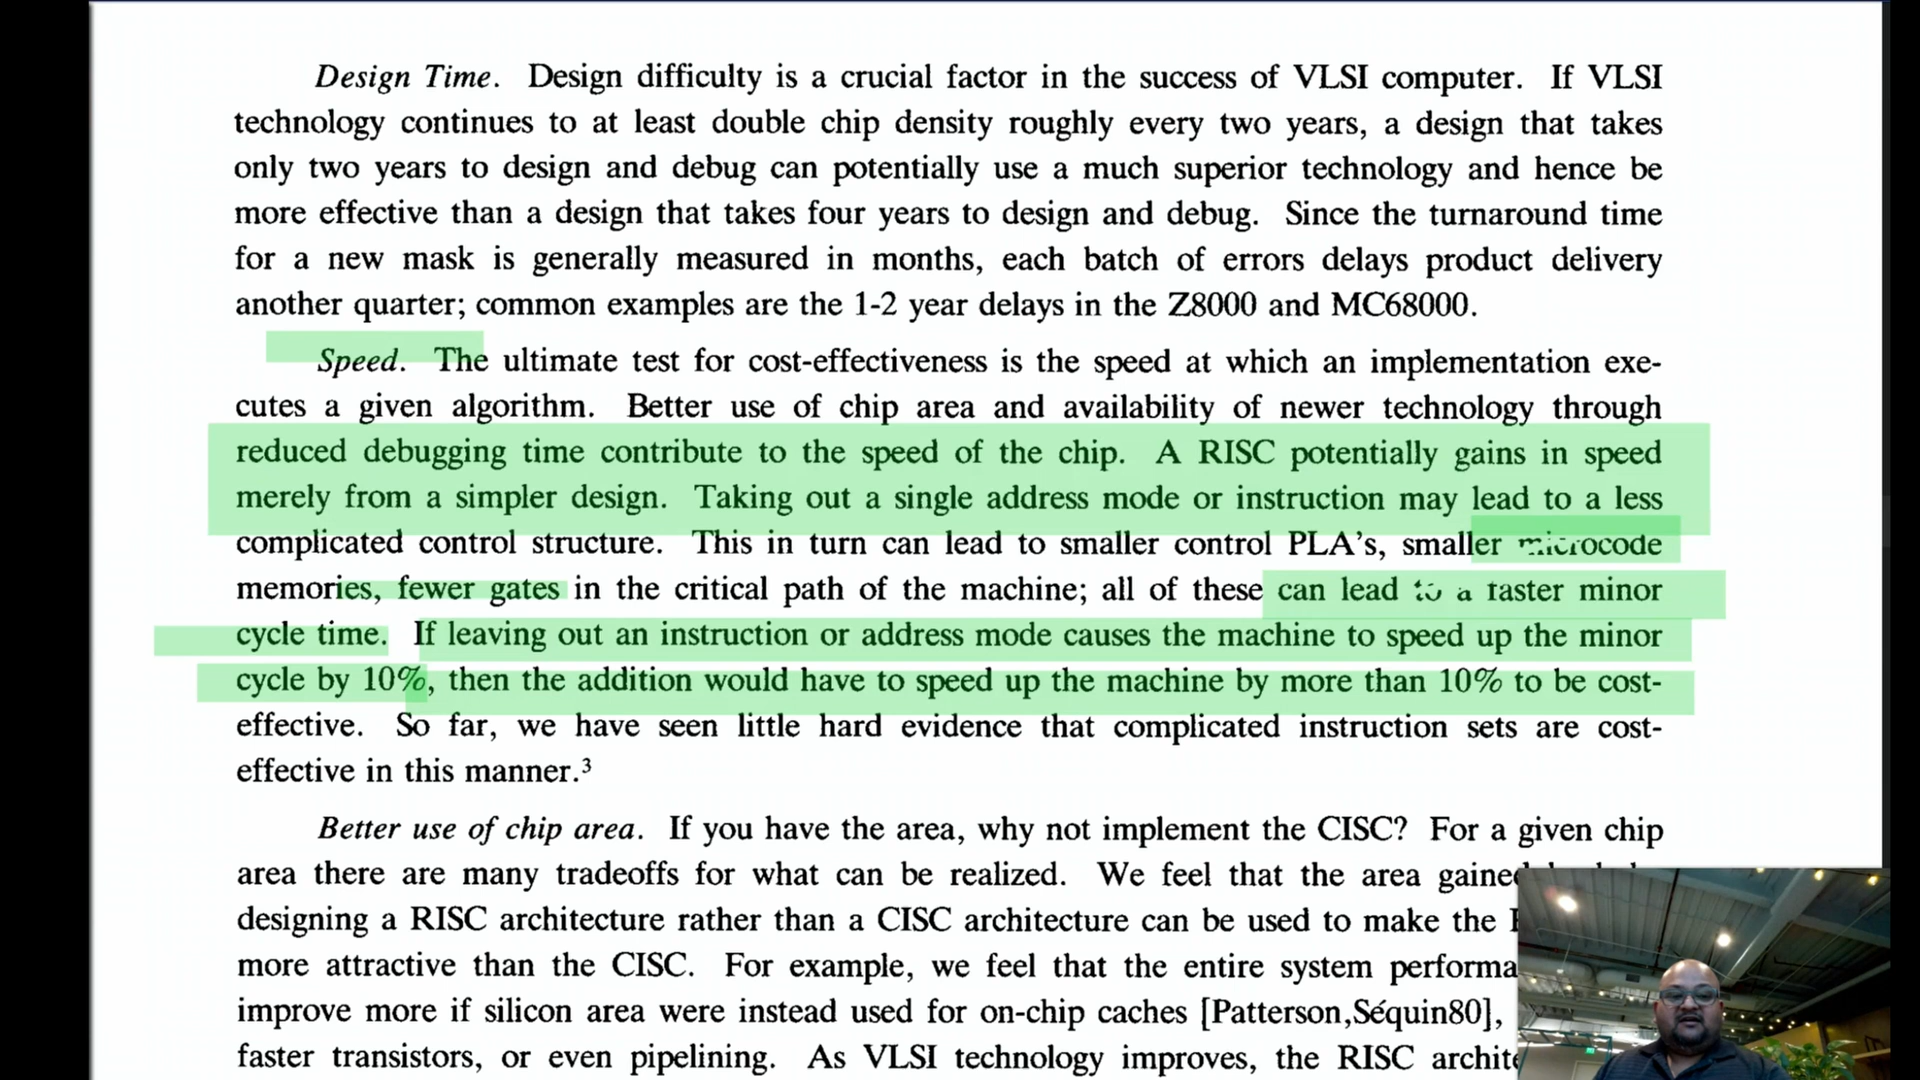 Design Time. Design difficulty is a crucial factor in the success of VLSI computer. If VLSI
technology continues to at least double chip density roughly every two years, a design that takes
only two years to design and debug can potentially use a much superior technology and hence be
more effective than a design that takes four years to design and debug. Since the turnaround time
for a new mask is generally measured in months, each batch of errors delays product delivery
another quarter; common examples are the 1-2 year delays in the Z8000 and MC68000.
Speed. The ultimate test for cost-effectiveness is the speed at which an implementation exe-
cutes a given algorithm. Better use of chip area and availability of newer technology through
reduced debugging time contribute to the speed of the chip. A RISC potentially gains in speed
merely from a simpler design. Taking out a single address mode or instruction may lead to a less
complicated control structure. This in turn can lead to smaller control PLA's, smaller microcode
memories, fewer gates in the critical path of the machine; all of these can lead to a faster minor
cycle time. If leaving out an instruction or address mode causes the machine to speed up the minor
cycle by 10%, then the addition would have to speed up the machine by more than 10% to be cost-
effective. So far, we have seen little hard evidence that complicated instruction sets are cost-
effective in this manner.³
Better use of chip area. If you have the area, why not implement the CISC? For a given chip
area there are many tradeoffs for what can be realized. We feel that the area gained
designing a RISC architecture rather than a CISC architecture can be used to make the
more attractive than the CISC. For example, we feel that the entire system performa
improve more if silicon area were instead used for on-chip caches [Patterson,Séquin80],
faster transistors, or even pipelining. As VLSI technology improves, the RISC archite